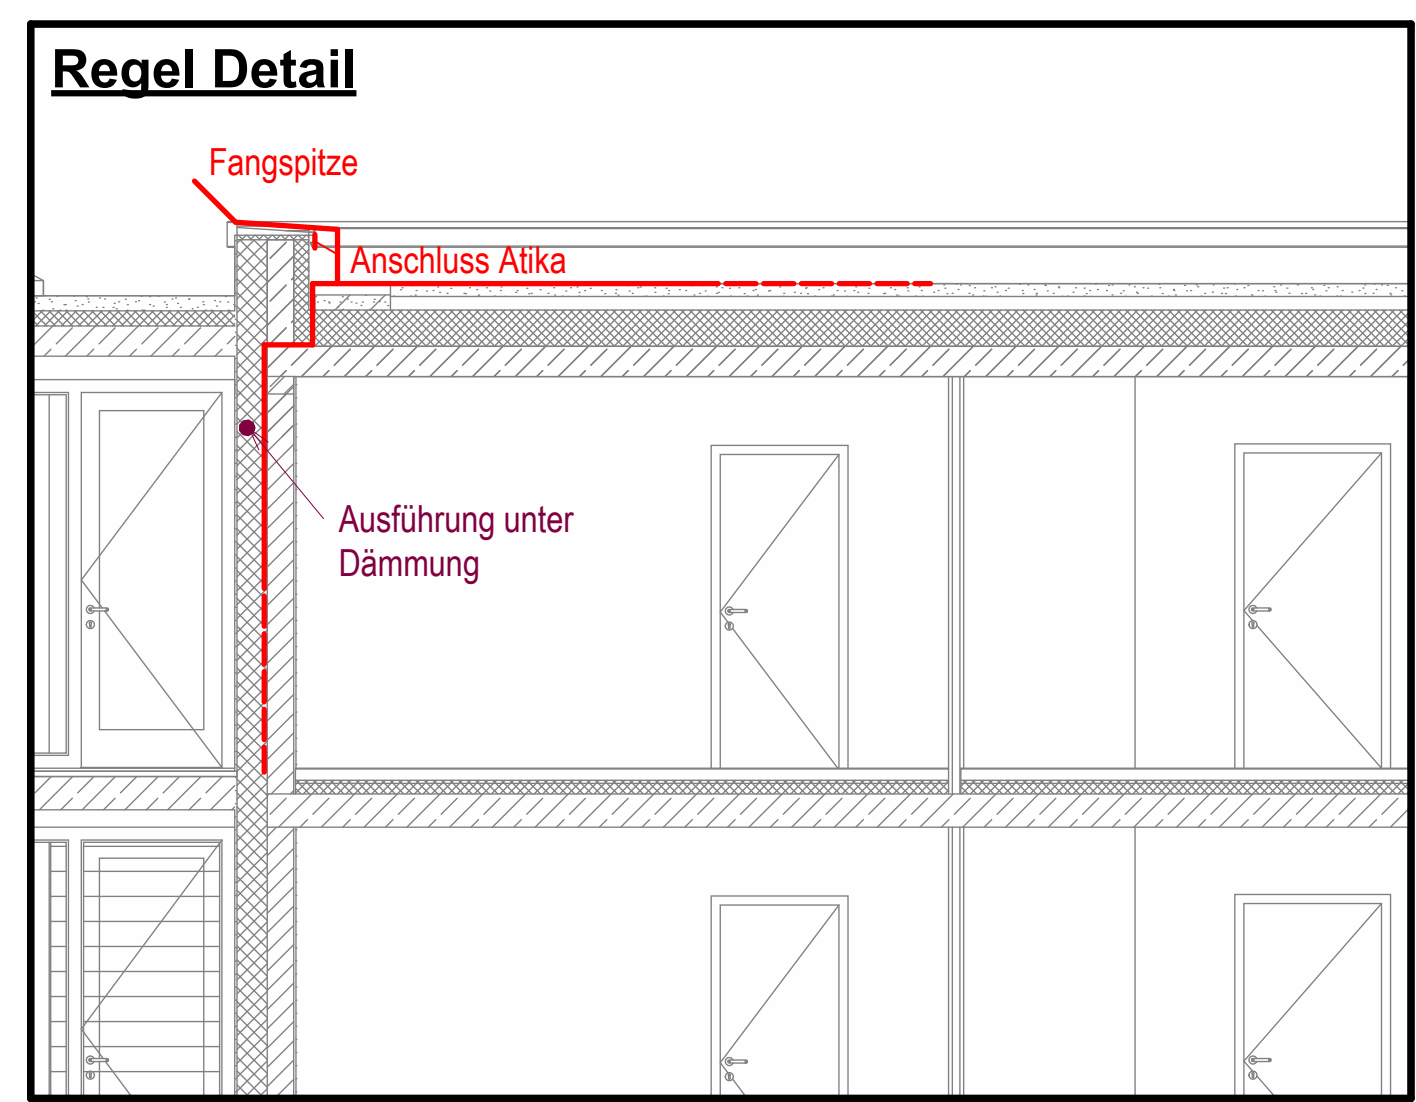 Regel Detail
Fangspitze
Anschluss Atika
Ausführung unter
Dämmung